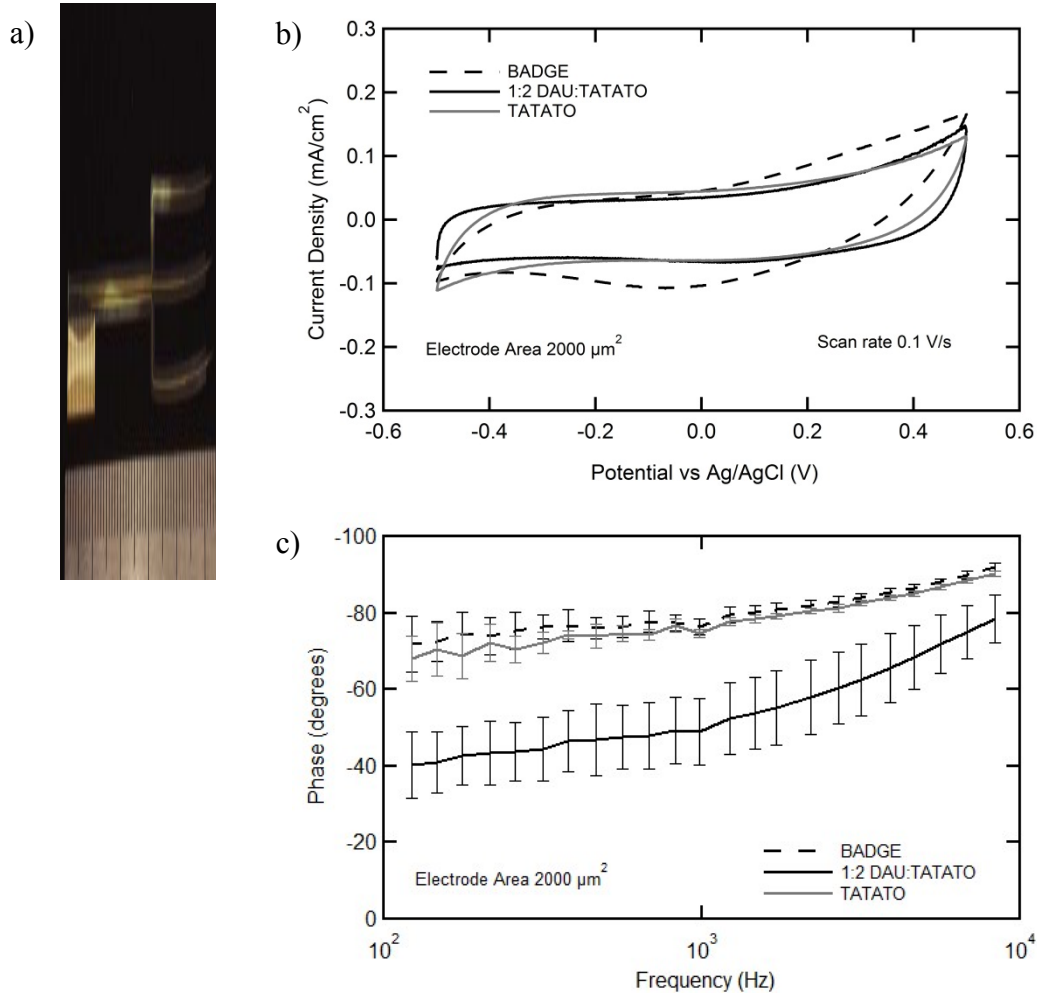 a)
b)
0.3
0.2
0.1
0.0
-0.1
-0.2
-0.3
Current Density (mA/cm²)
BADGE
1:2 DAU:TATATO
TATATO
Electrode Area 2000 µm²
Scan rate 0.1 V/s
-0.6
-0.4
-0.2
0.0
0.2
0.4
0.6
Potential vs Ag/AgCl (V)
c)
-100
-80
-60
-40
-20
0
Phase (degrees)
BADGE
1:2 DAU:TATATO
TATATO
Electrode Area 2000 µm²
10²
10³
10⁴
Frequency (Hz)